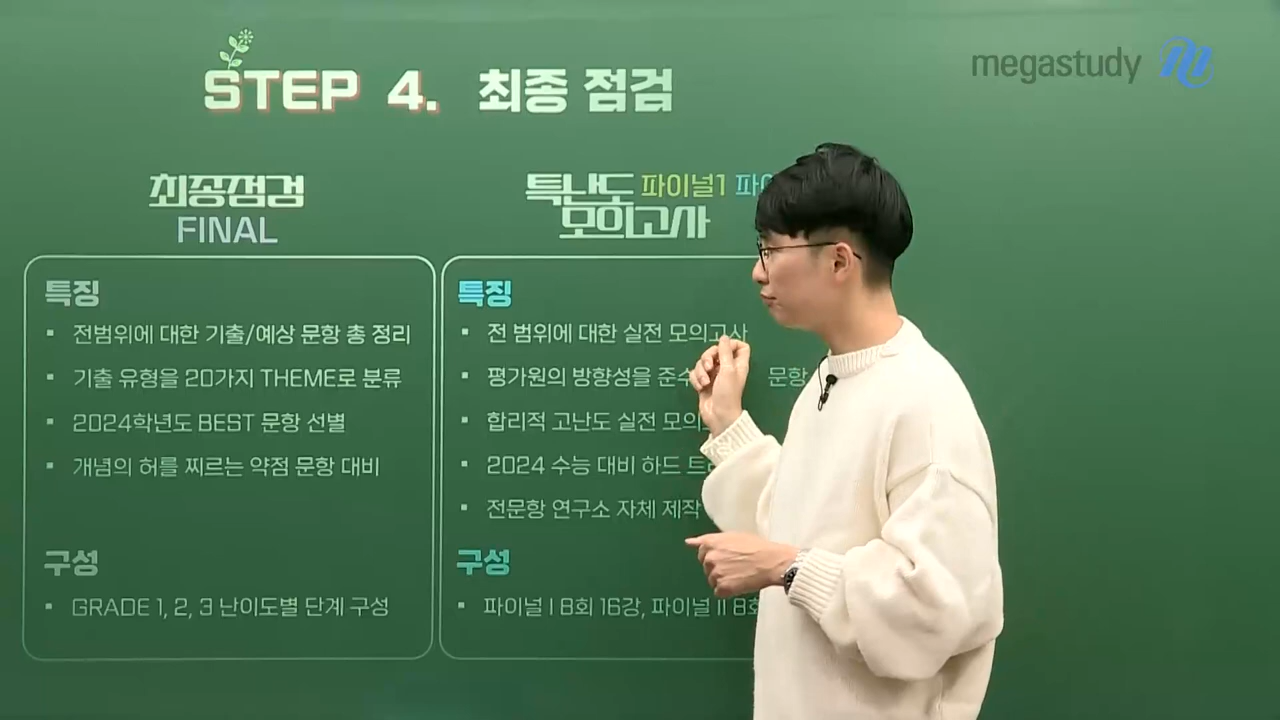 megastudy
STEP 4. 최종 점검
최종점검
FINAL
특징
▪ 전범위에 대한 기출/예상 문항 총 정리
▪ 기출 유형을 20가지 THEME로 분류
▪ 2024학년도 BEST 문항 선별
▪ 개념의 허를 찌르는 약점 문항 대비
구성
▪ GRADE 1, 2, 3 난이도별 단계 구성
특난도 파이널1
모의고사
특징
▪ 전 범위에 대한 실전 모의고사
▪ 평가원의 방향성을 준수 문항
▪ 합리적 고난도 실전
▪ 2024 수능 대비 하드
▪ 전문항 연구소 자체 제작
구성
▪ 파이널 I 8회 16강, 파이널 II